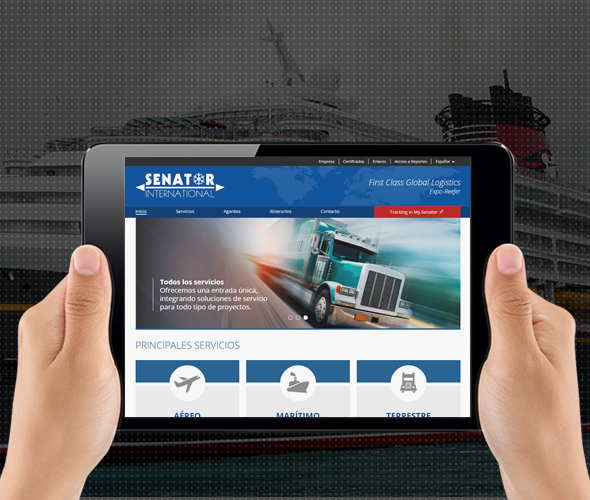 Empresa | Certificados | Enlaces | Acceso a Reportes | Español
SENATOR
INTERNATIONAL
First Class Global Logistics
Expo-Reefer
Inicio Servicios Agentes Itinerarios Contacto Tracking in My Senator
Todos los servicios
Ofrecemos una entrada única,
integrando soluciones de servicio
para todo tipo de proyectos.
PRINCIPALES SERVICIOS
AÉREO MARÍTIMO TERRESTRE